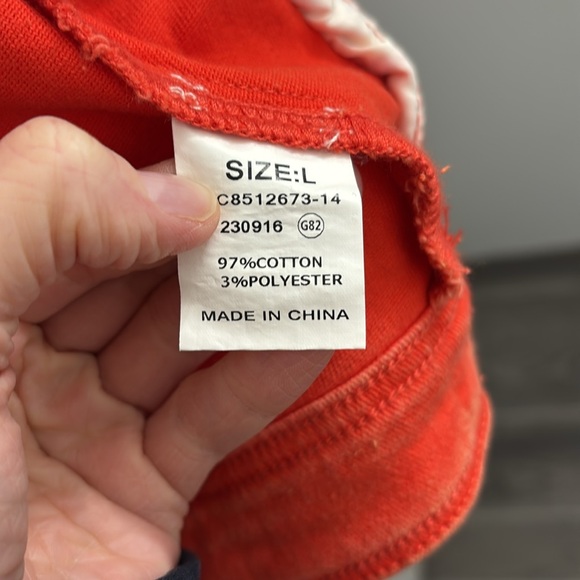 SIZE:L
C8512673-14
230916 G82
97%COTTON
3%POLYESTER
MADE IN CHINA